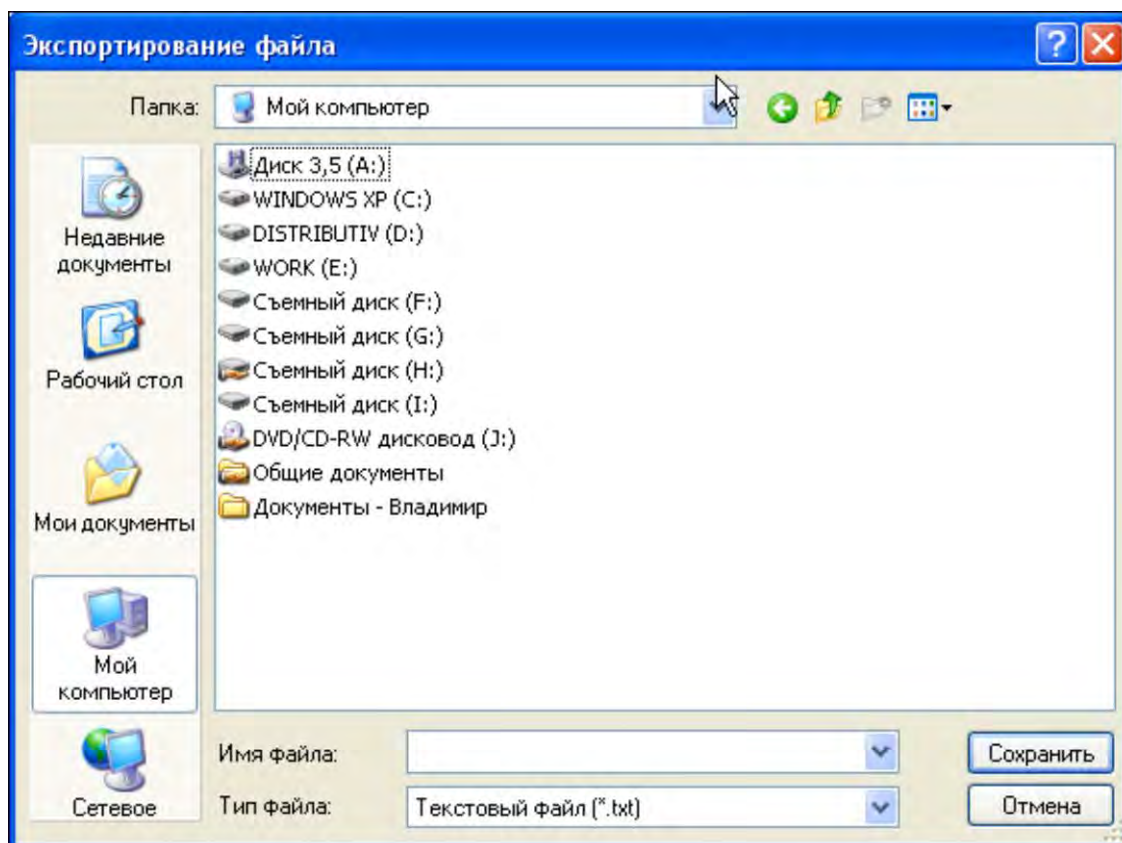 Экспортирование файла
Папка:
Мой компьютер
Недавние
документы
Рабочий стол
Мои документы
Мой
компьютер
Сетевое
Диск 3,5 (A:)
WINDOWS XP (C:)
DISTRIBUTIV (D:)
WORK (E:)
Съемный диск (F:)
Съемный диск (G:)
Съемный диск (H:)
Съемный диск (I:)
DVD/CD-RW дисковод (J:)
Общие документы
Документы - Владимир
Имя файла:
Сохранить
Тип файла:
Текстовый файл (*.txt)
Отмена